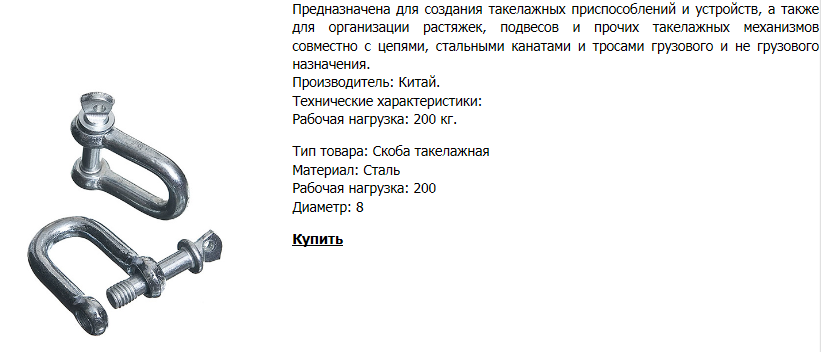 Предназначена для создания такелажных приспособлений и устройств, а также
для организации растяжек, подвесов и прочих такелажных механизмов
совместно с цепями, стальными канатами и тросами грузового и не грузового
назначения.
Производитель: Китай.
Технические характеристики:
Рабочая нагрузка: 200 кг.
Тип товара: Скоба такелажная
Материал: Сталь
Рабочая нагрузка: 200
Диаметр: 8
Купить